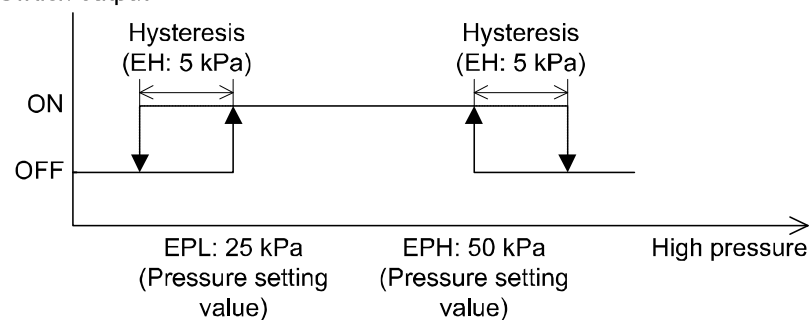 Hysteresis
(EH: 5 kPa)
Hysteresis
(EH: 5 kPa)
ON
OFF
EPL: 25 kPa
(Pressure setting
value)
EPH: 50 kPa
(Pressure setting
value)
High pressure